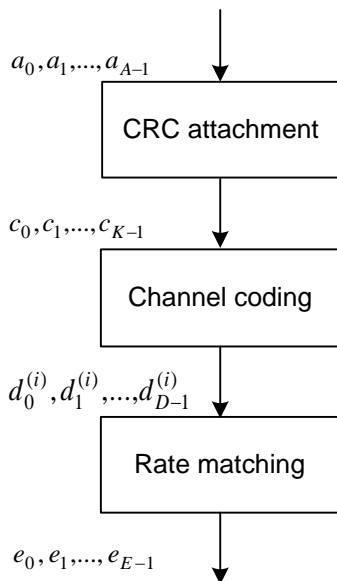 a_0, a_1,..., a_{A-1}
CRC attachment
c_0, c_1,..., c_{K-1}
Channel coding
d_0^{(i)}, d_1^{(i)},..., d_{D-1}^{(i)}
Rate matching
e_0, e_1,..., e_{E-1}